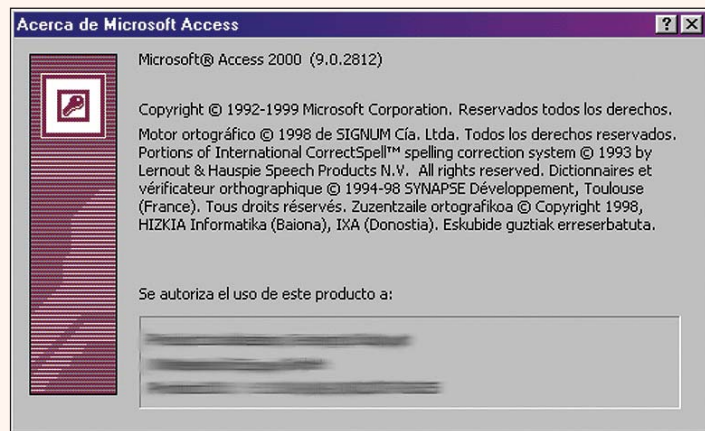 Acerca de Microsoft Access
Microsoft® Access 2000 (9.0.2812)
Copyright © 1992-1999 Microsoft Corporation. Reservados todos los derechos.
Motor ortográfico © 1998 de SIGNUM Cía. Ltda. Todos los derechos reservados.
Portions of International CorrectSpell™ spelling correction system © 1993 by
Lernout & Hauspie Speech Products N.V. All rights reserved. Dictionnaires et
vérificateur orthographique © 1994-98 SYNAPSE Développement, Toulouse
(France). Tous droits réservés. Zuzentzaile ortografikoa © Copyright 1998,
HIZKIA Informatika (Baiona), IXA (Donostia). Eskubide guztiak erreserbatuta.
Se autoriza el uso de este producto a: